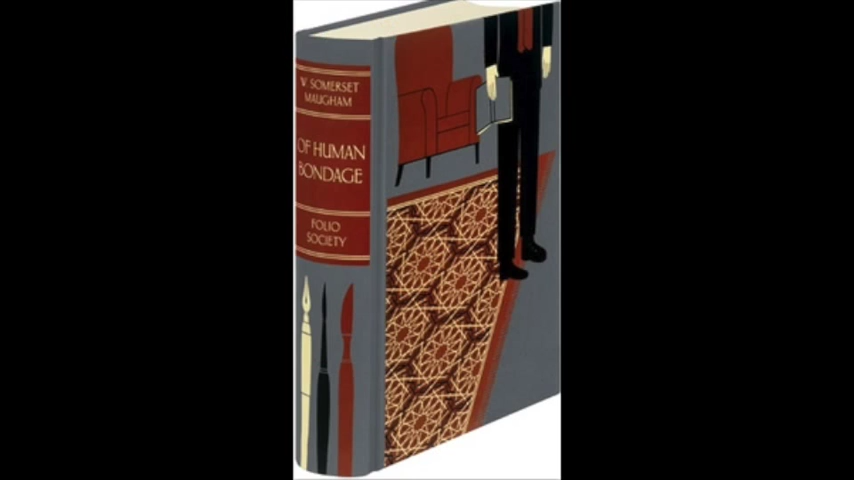 W SOMERSET
MAUGHAM
OF HUMAN
BONDAGE
FOLIO
SOCIETY